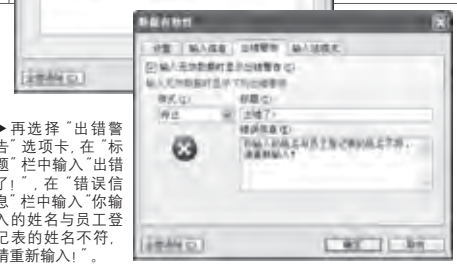 全部清除(C)
数据有效性
设置 输入信息 出错警告 输入法模式
输入无效数据时显示出错警告(S)
输入无效数据时显示下列出错警告
样式(Y): 标题(T):
停止 出错了!
错误信息(E):
你输入的姓名与员工登记表的姓名不符,
请重新输入!
全部清除(C) 确定 取消
▶再选择“出错警
告”选项卡,在“标
题”栏中输入“出错
了!”,在“错误信
息”栏中输入“你输
入的姓名与员工登
记表的姓名不符,
请重新输入!”。